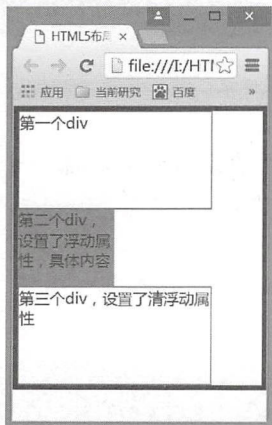 HTML5布局
file:///I:/HTM
应用 当前研究 百度 »
第一个div
第二个div，
设置了浮动属
性，具体内容
第三个div，设置了清浮动属
性